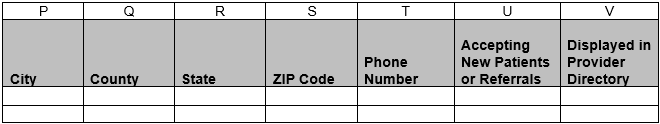 P Q R S T U V
City County State ZIP Code Phone Number Accepting New Patients or Referrals Displayed in Provider Directory